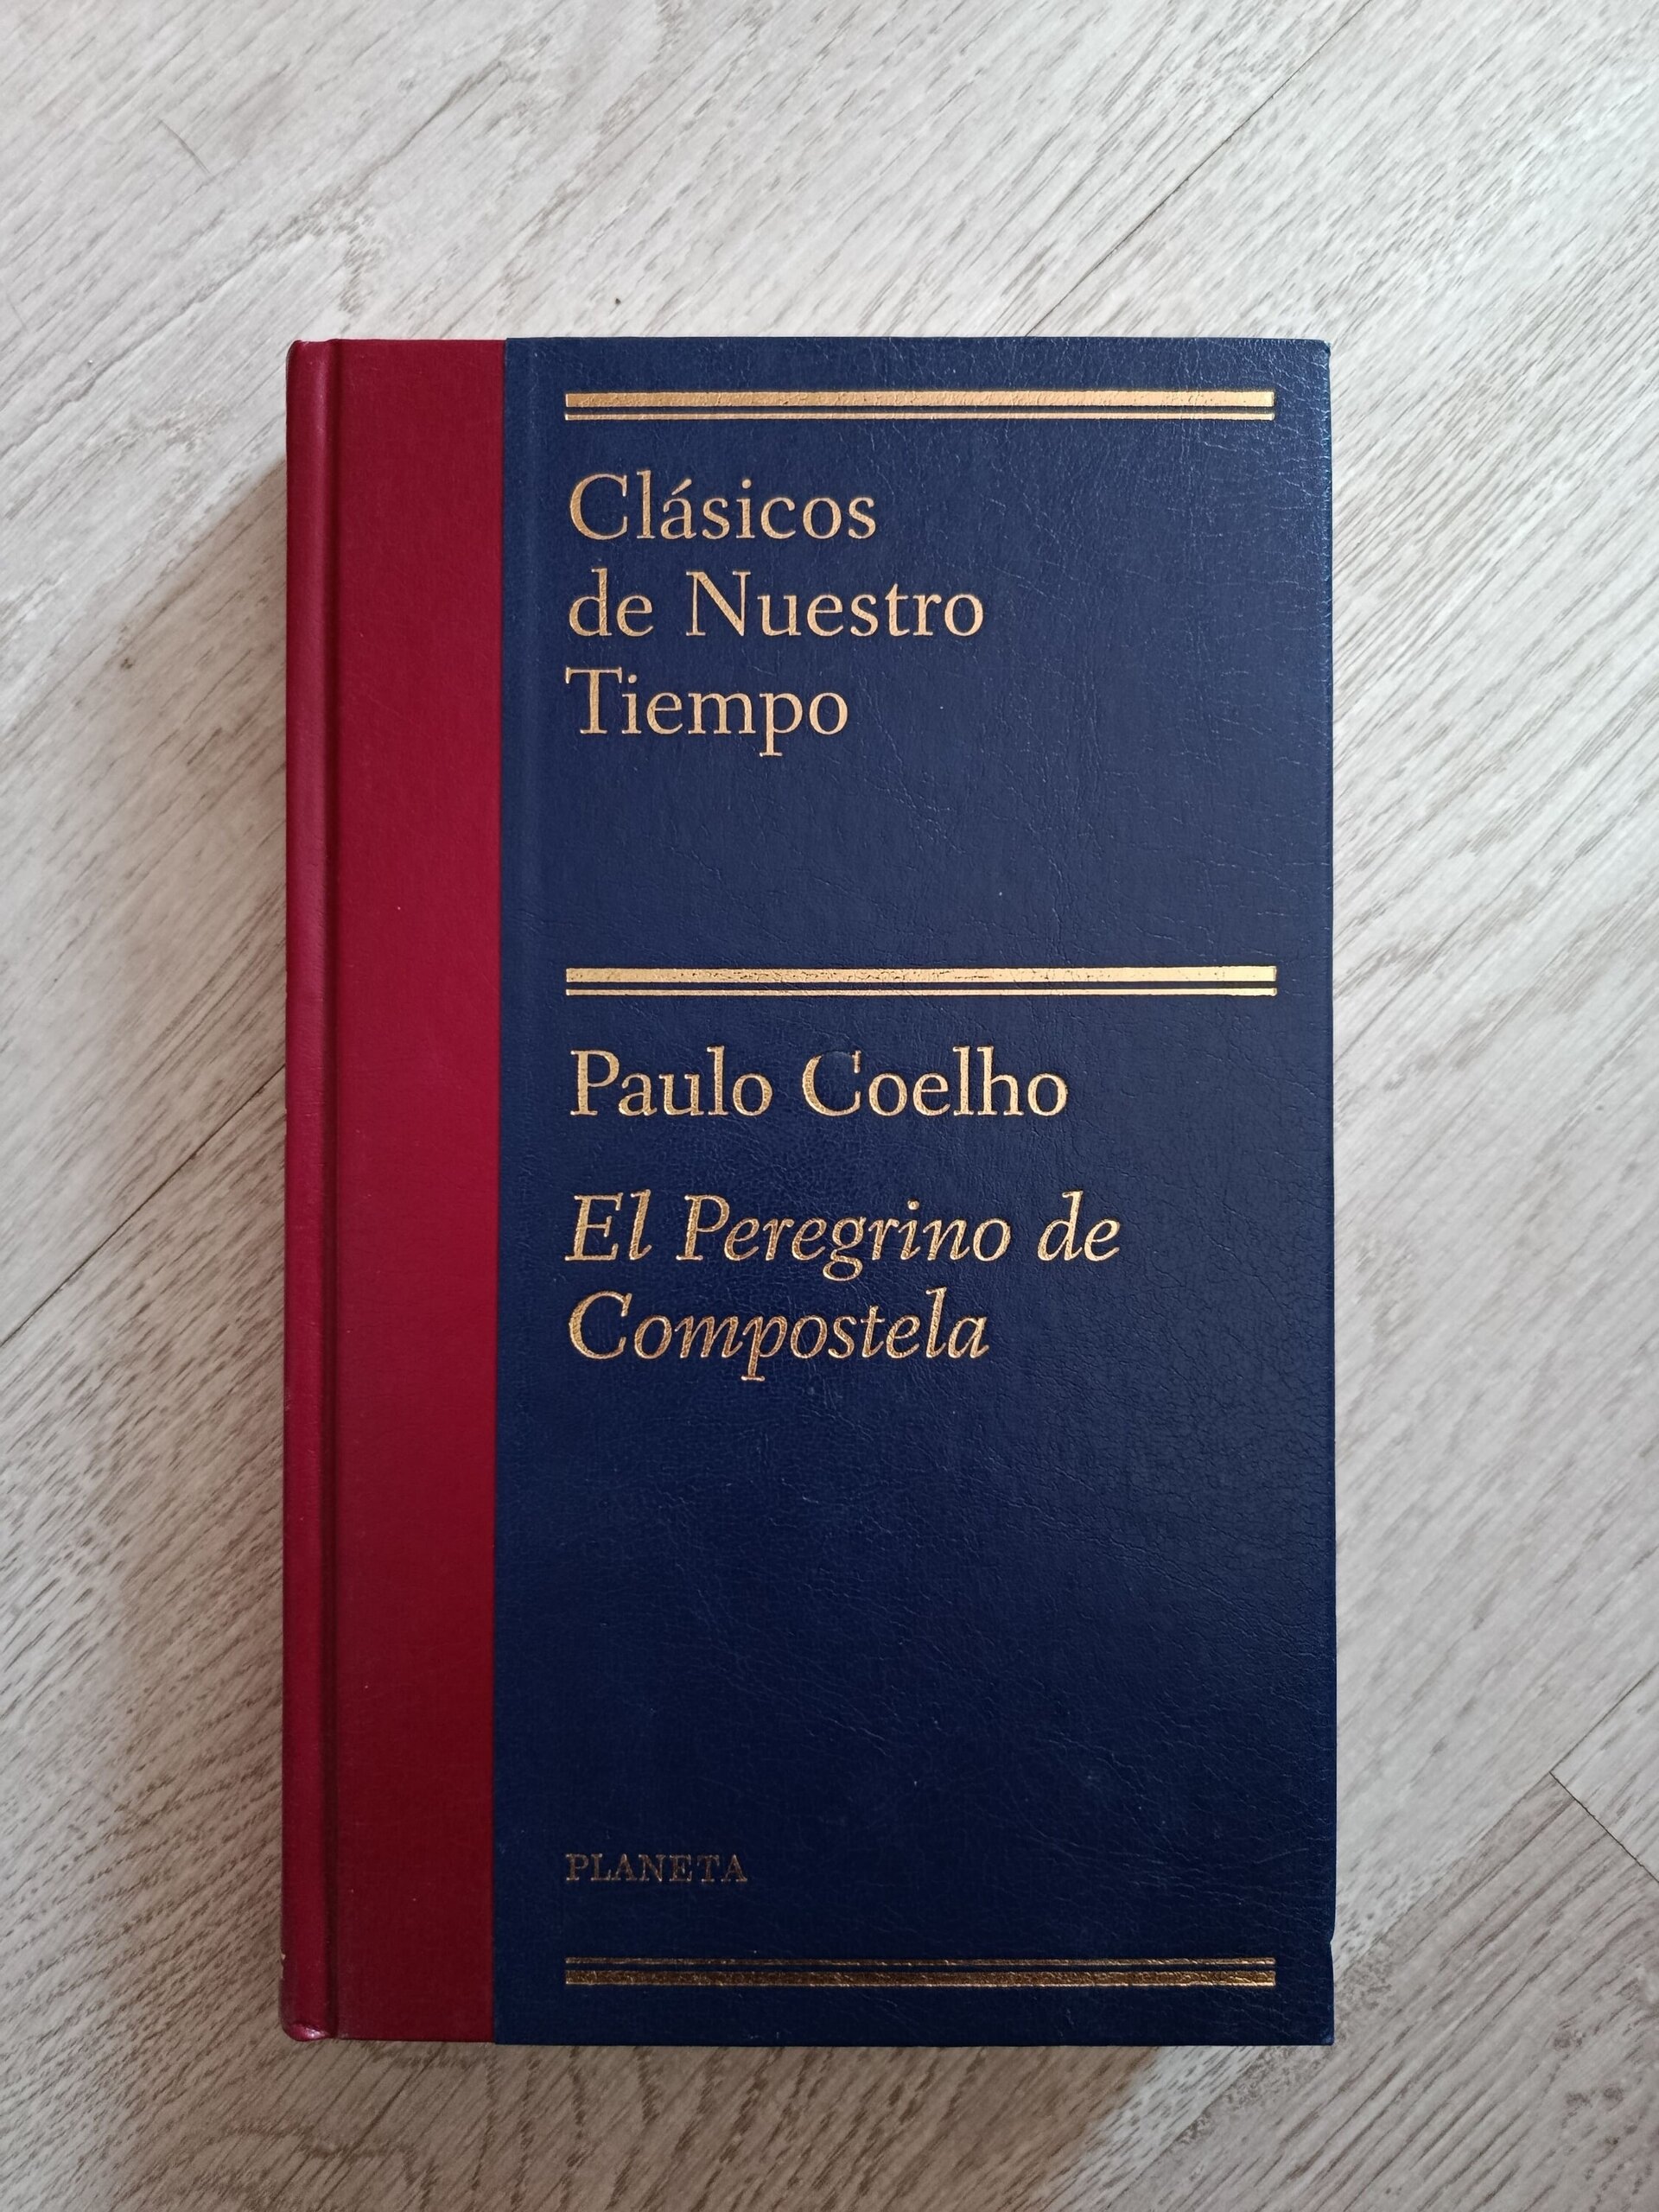 Clásicos
de Nuestro
Tiempo
Paulo Coelho
El Peregrino de
Compostela
PLANETA